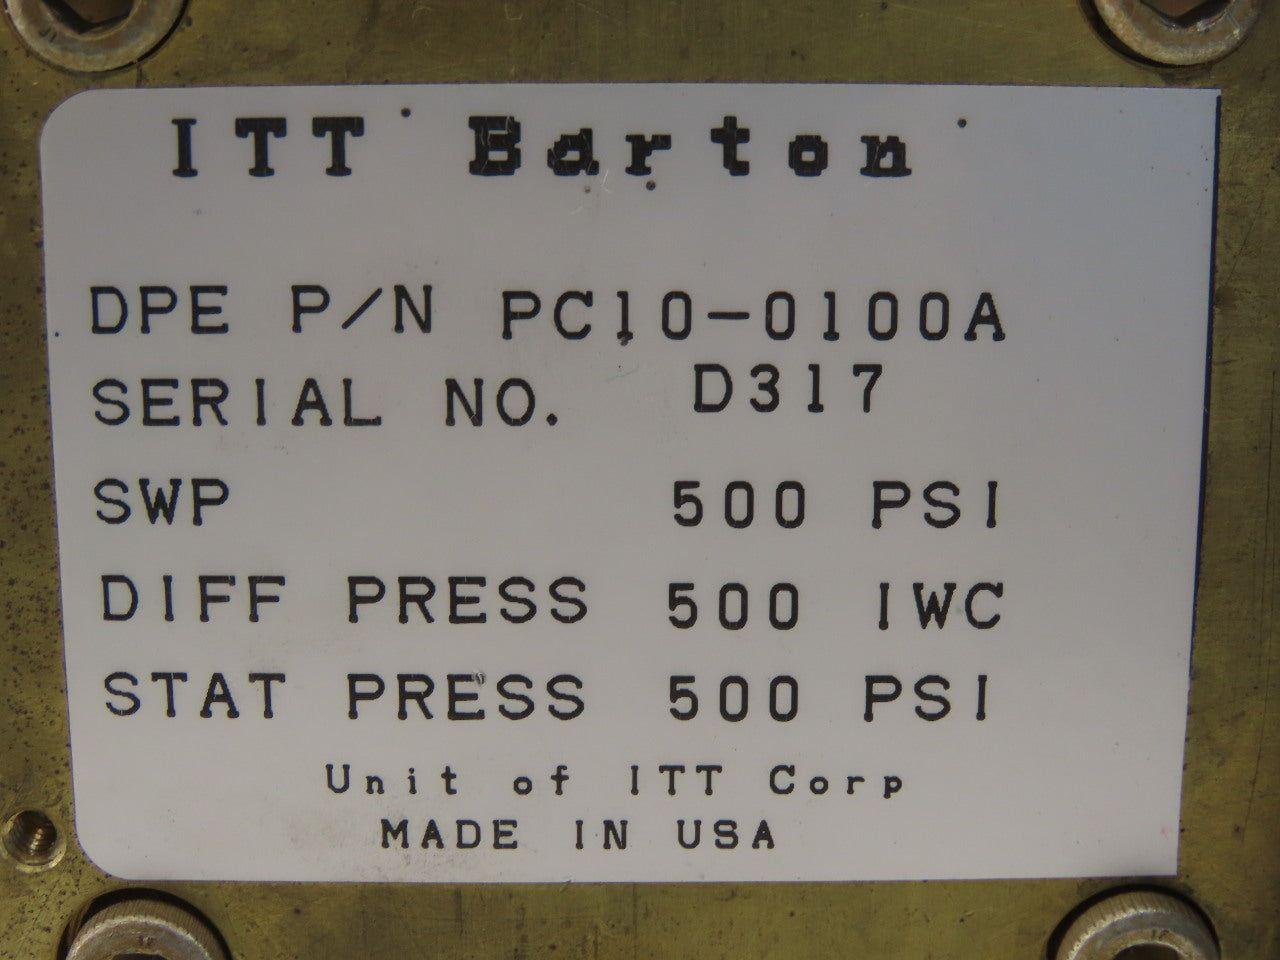 ITT Barton
DPE P/N PC10-0100A
SERIAL NO. D317
SWP 500 PSI
DIFF PRESS 500 IWC
STAT PRESS 500 PSI
Unit of ITT Corp
MADE IN USA